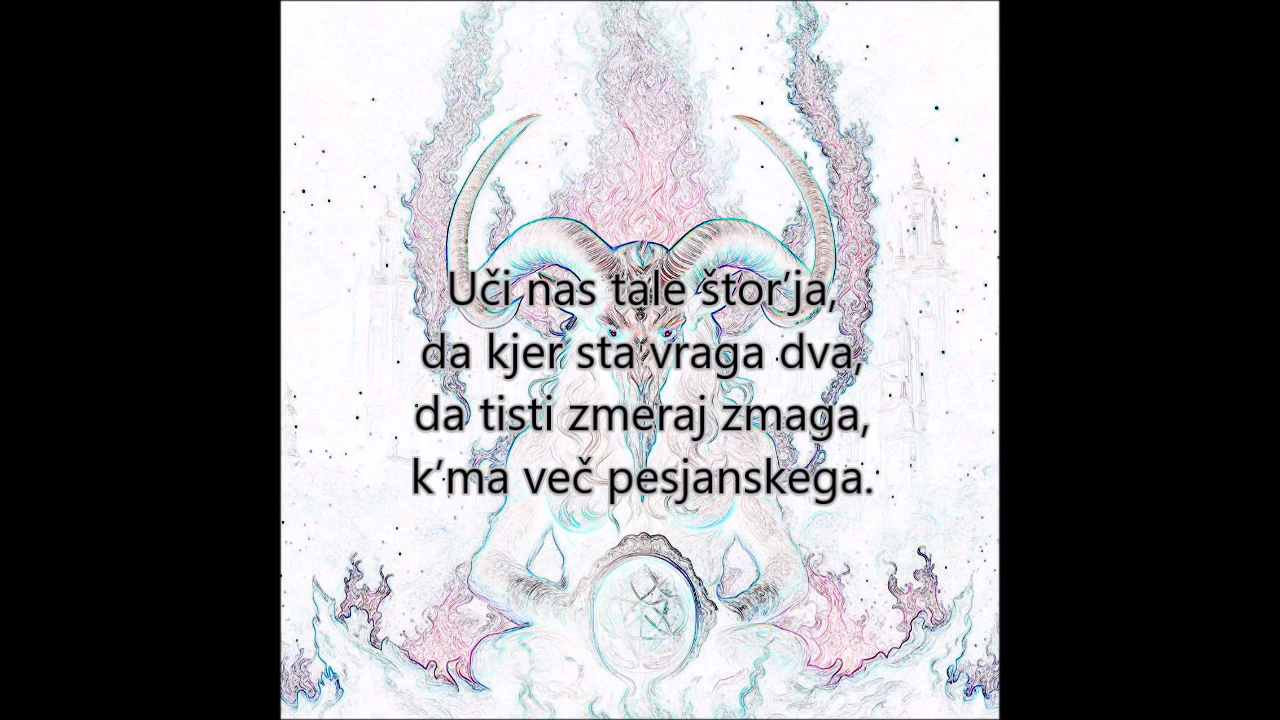 Uči nas tale štor’ja,
da kjer sta vraga dva,
da tisti zmeraj zmaga,
k’ma več pesjanskega.